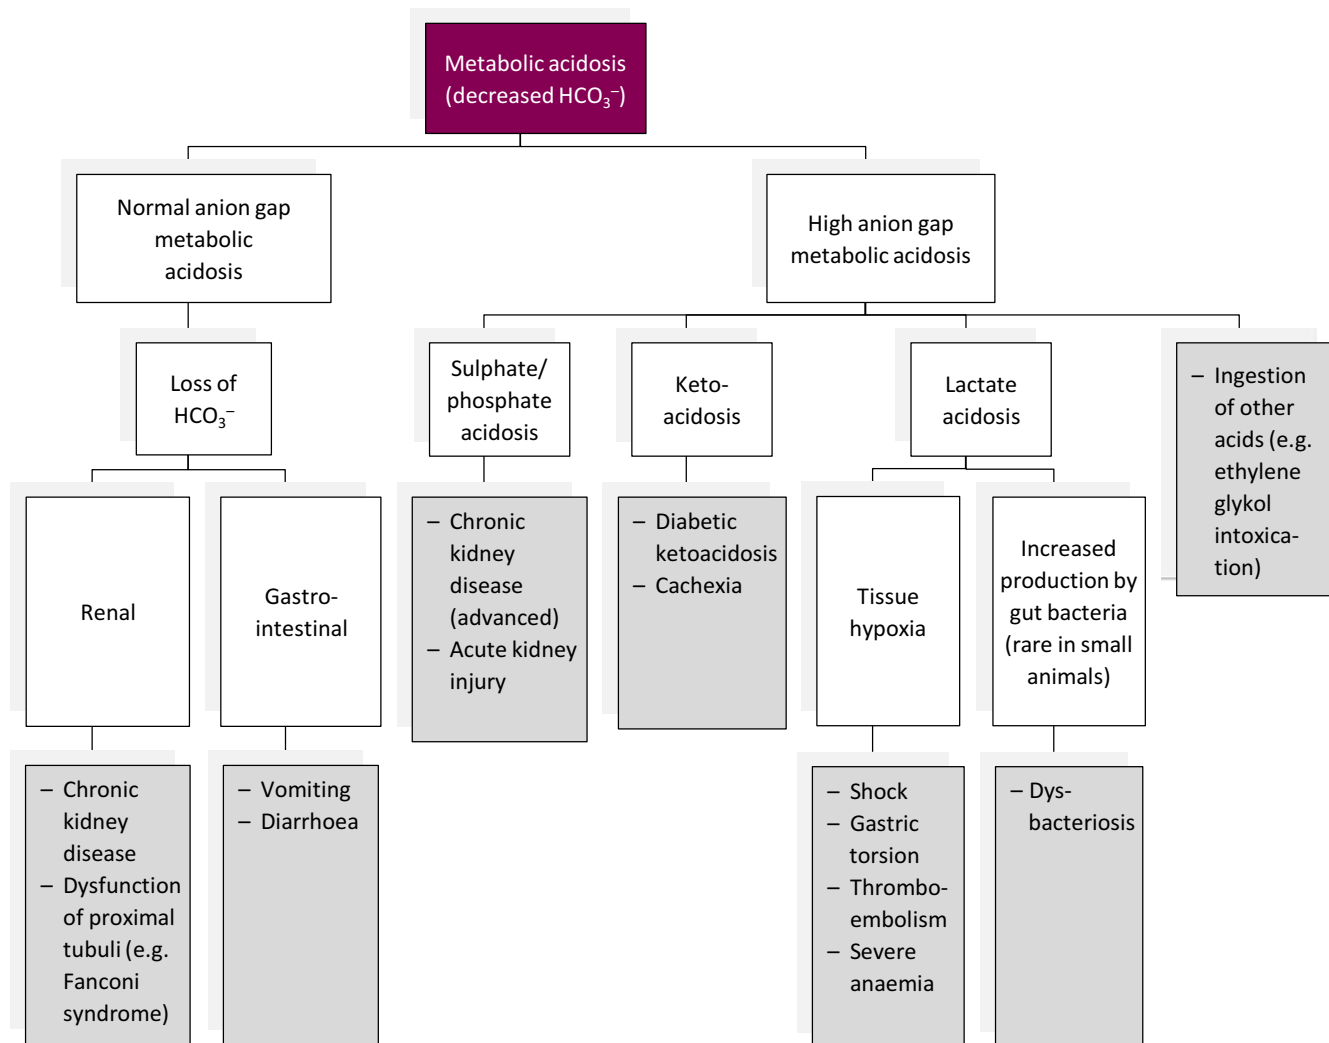 Metabolic acidosis
(decreased HCO₃⁻)
Normal anion gap
metabolic
acidosis
High anion gap
metabolic acidosis
Loss of
HCO₃⁻
Sulphate/
phosphate
acidosis
Keto-
acidosis
Lactate
acidosis
– Ingestion
of other
acids (e.g.
ethylene
glykol
intoxica-
tion)
Renal
Gastro-
intestinal
– Chronic
kidney
disease
(advanced)
– Acute kidney
injury
– Diabetic
ketoacidosis
– Cachexia
Tissue
hypoxia
Increased
production by
gut bacteria
(rare in small
animals)
– Chronic
kidney
disease
– Dysfunction
of proximal
tubuli (e.g.
Fanconi
syndrome)
– Vomiting
– Diarrhoea
– Shock
– Gastric
torsion
– Thrombo-
embolism
– Severe
anaemia
– Dys-
bacteriosis